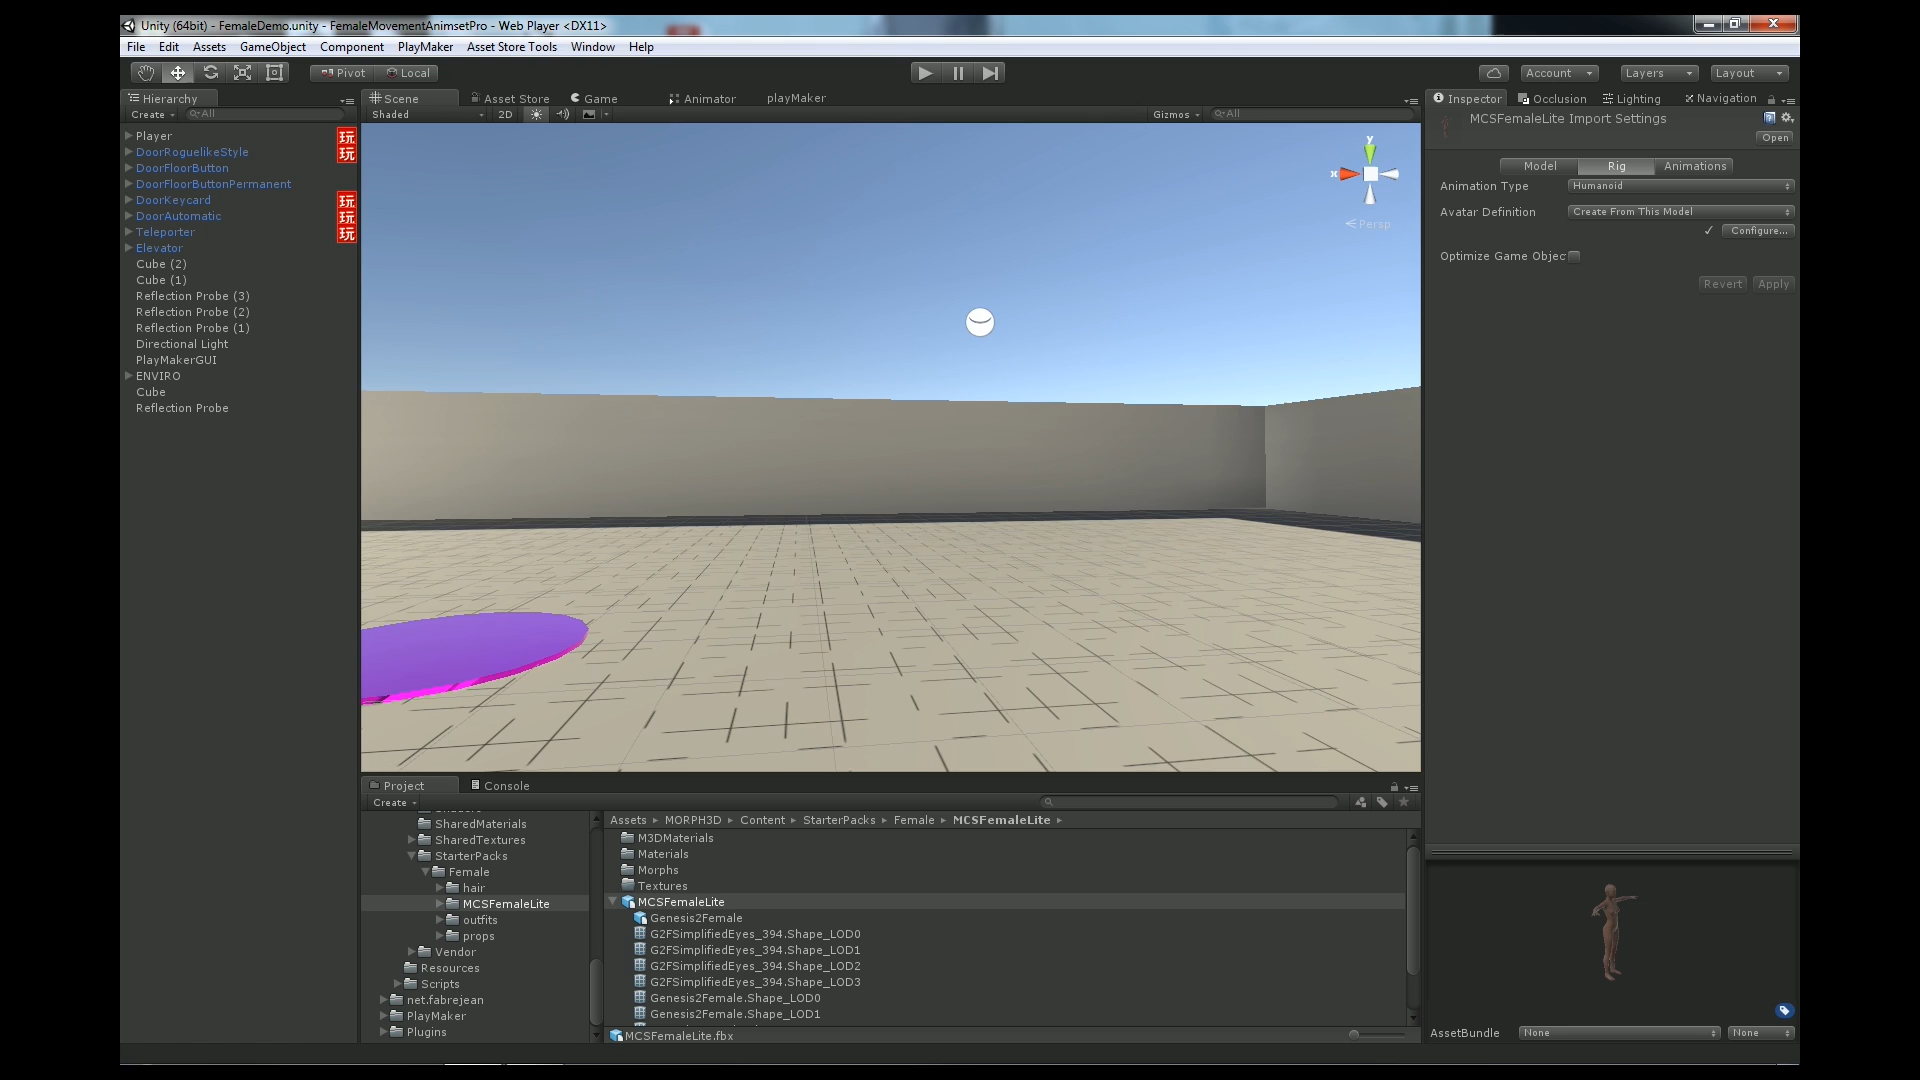 Unity (64bit) - FemaleDemo.unity - FemaleMovementAnimsetPro - Web Player <DX11>
File Edit Assets GameObject Component PlayMaker Asset Store Tools Window Help
Pivot Local Account Layers Layout
Hierarchy
Create All
Player 玩
DoorRoguelikeStyle 玩
DoorFloorButton
DoorFloorButtonPermanent
DoorKeycard 玩
DoorAutomatic 玩
Teleporter 玩
Elevator
Cube (2)
Cube (1)
Reflection Probe (3)
Reflection Probe (2)
Reflection Probe (1)
Directional Light
PlayMakerGUI
ENVIRO
Cube
Reflection Probe
Scene Asset Store Game Animator playMaker
Shaded 2D Gizmos All
y
x
Persp
Project Console
Create
SharedMaterials
SharedTextures
StarterPacks
Female
hair
MCSFemaleLite
outfits
props
Vendor
Resources
Scripts
net.fabrejean
PlayMaker
Plugins
Assets MORPH3D Content StarterPacks Female MCSFemaleLite
M3DMaterials
Materials
Morphs
Textures
MCSFemaleLite
Genesis2Female
G2FSimplifiedEyes_394.Shape_LOD0
G2FSimplifiedEyes_394.Shape_LOD1
G2FSimplifiedEyes_394.Shape_LOD2
G2FSimplifiedEyes_394.Shape_LOD3
Genesis2Female.Shape_LOD0
Genesis2Female.Shape_LOD1
MCSFemaleLite.fbx
Inspector Occlusion Lighting Navigation
MCSFemaleLite Import Settings
Open
Model Rig Animations
Animation Type Humanoid
Avatar Definition Create From This Model
Configure...
Optimize Game Objec
Revert Apply
AssetBundle None None